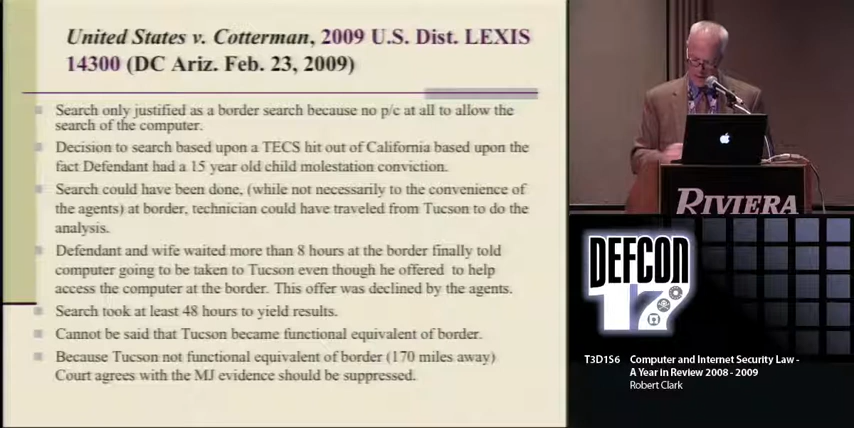 United States v. Cotterman, 2009 U.S. Dist. LEXIS
14300 (DC Ariz. Feb. 23, 2009)
Search only justified as a border search because no p/c at all to allow the
search of the computer.
Decision to search based upon a TECS hit out of California based upon the
fact Defendant had a 15 year old child molestation conviction.
Search could have been done, (while not necessarily to the convenience of
the agents) at border, technician could have traveled from Tucson to do the
analysis.
Defendant and wife waited more than 8 hours at the border finally told
computer going to be taken to Tucson even though he offered to help
access the computer at the border. This offer was declined by the agents.
Search took at least 48 hours to yield results.
Cannot be said that Tucson became functional equivalent of border.
Because Tucson not functional equivalent of border (170 miles away)
Court agrees with the MJ evidence should be suppressed.
RIVIERA
DEFCON
17
T3D1S6 Computer and Internet Security Law -
A Year in Review 2008 - 2009
Robert Clark